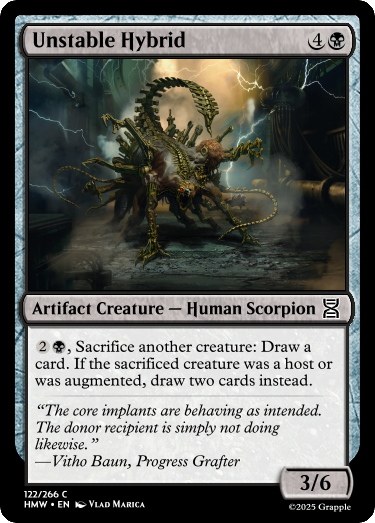 Unstable Hybrid 4
Artifact Creature — Human Scorpion
2, Sacrifice another creature: Draw a
card. If the sacrificed creature was a host or
was augmented, draw two cards instead.
“The core implants are behaving as intended.
The donor recipient is simply not doing
likewise.”
—Vitho Baun, Progress Grafter
3/6
122/266 C
HMW • EN Vlad Marica
©2025 Grapple